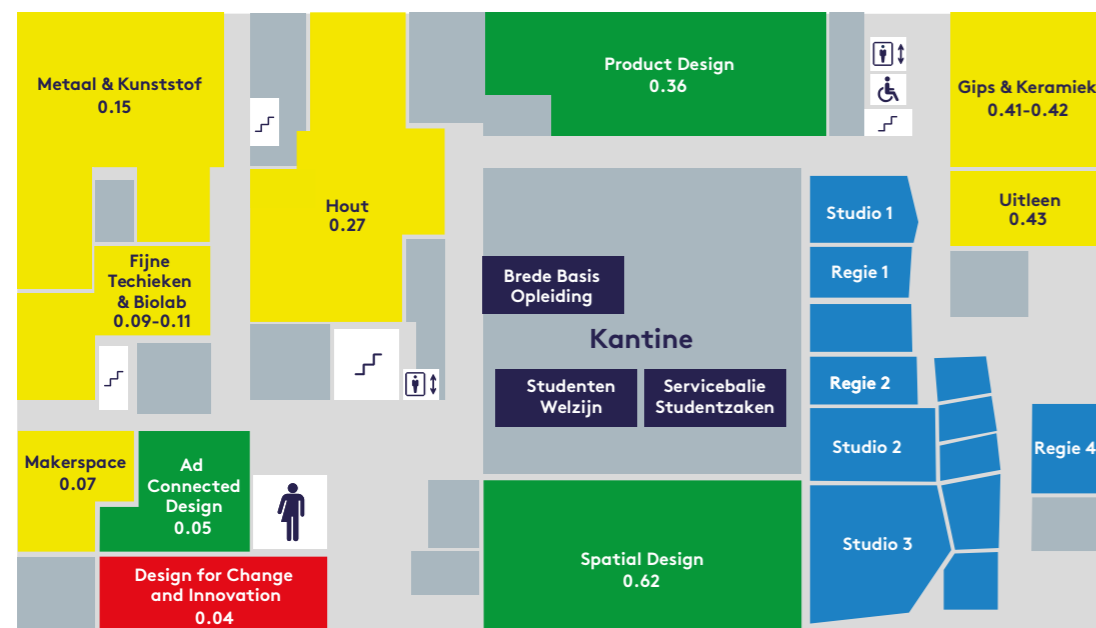 Metaal & Kunststof
0.15
Hout
0.27
Fijne
Techieken
& Biolab
0.09-0.11
Makerspace
0.07
Ad
Connected
Design
0.05
Design for Change
and Innovation
0.04
Product Design
0.36
Brede Basis
Opleiding
Kantine
Studenten
Welzijn
Servicebalie
Studentzaken
Spatial Design
0.62
Studio 1
Regie 1
Regie 2
Studio 2
Studio 3
Gips & Keramiek
0.41-0.42
Uitleen
0.43
Regie 4